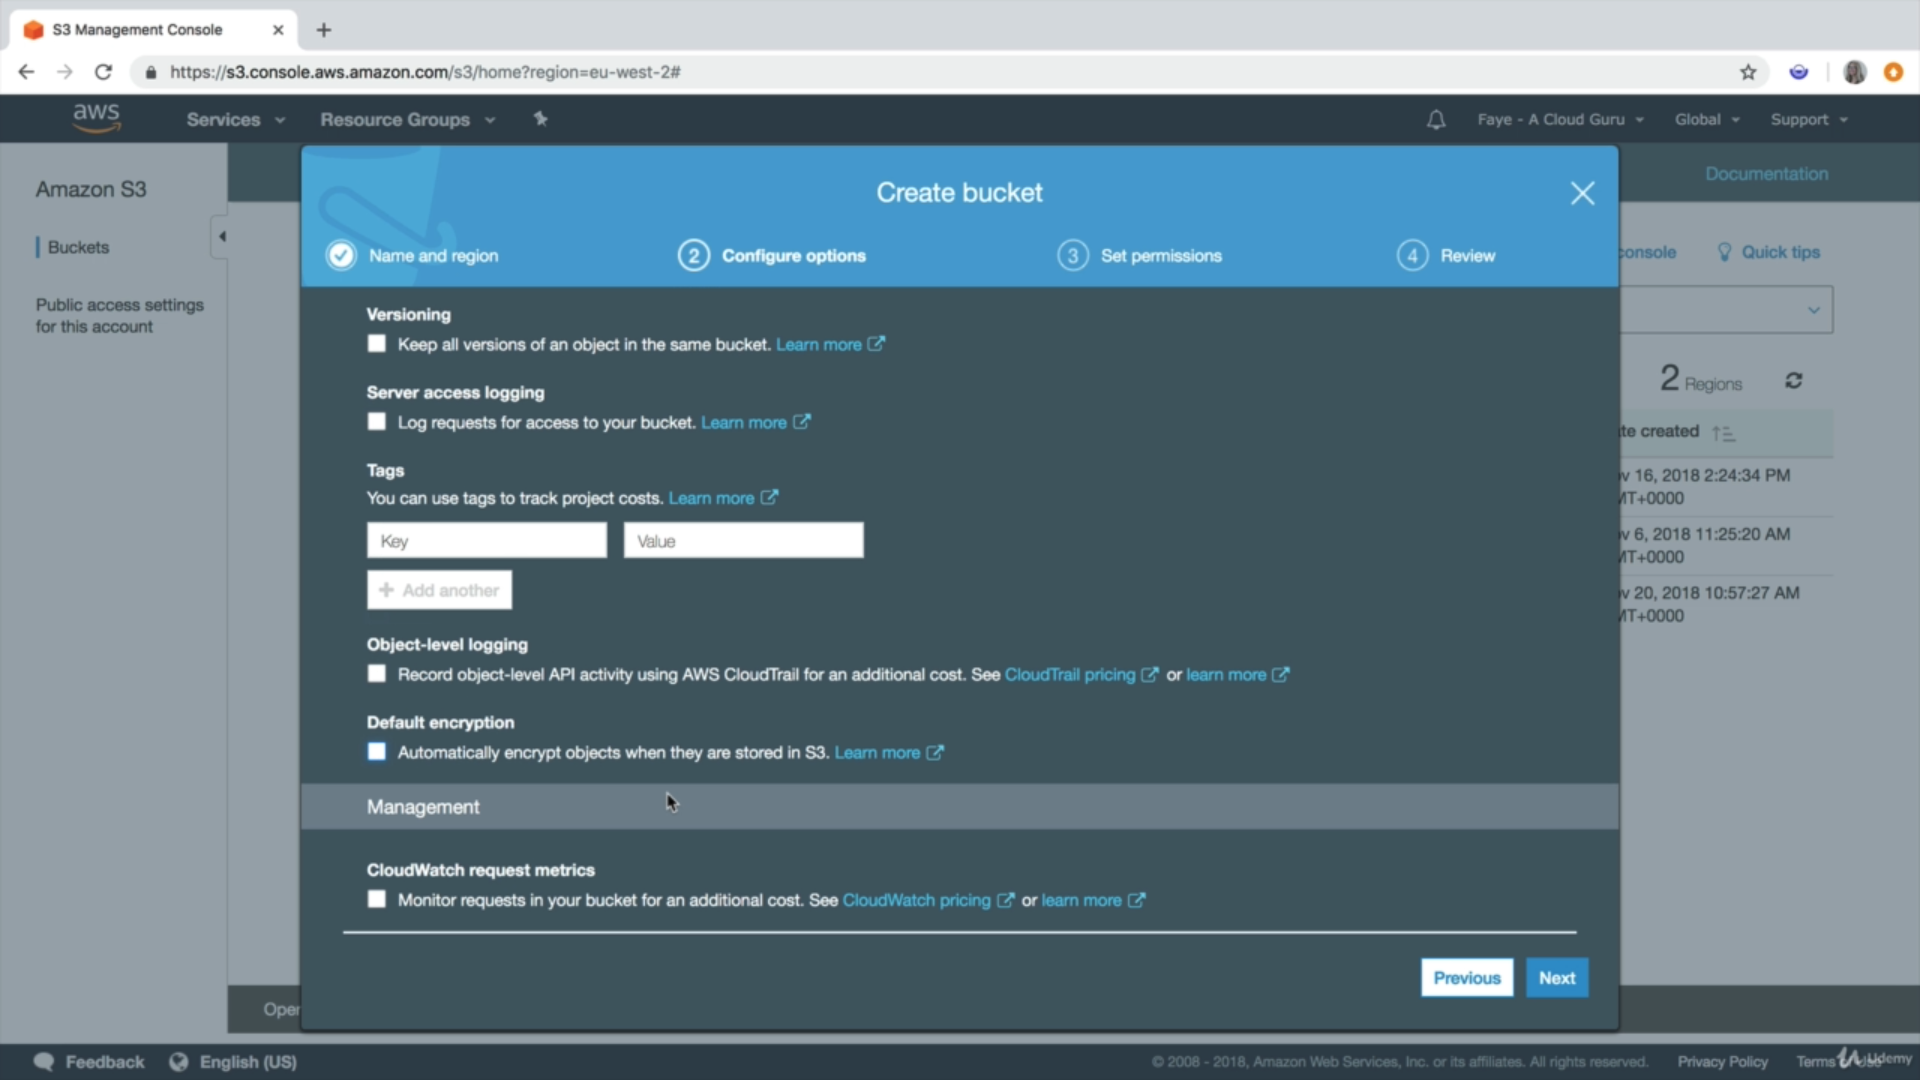 S3 Management Console
https://s3.console.aws.amazon.com/s3/home?region=eu-west-2#
aws
Services
Resource Groups
Faye - A Cloud Guru
Global
Support
Amazon S3
Buckets
Public access settings
for this account
Documentation
console
Quick tips
2 Regions
te created
v 16, 2018 2:24:34 PM
MT+0000
v 6, 2018 11:25:20 AM
MT+0000
v 20, 2018 10:57:27 AM
MT+0000
Create bucket
Name and region
2 Configure options
3 Set permissions
4 Review
Versioning
Keep all versions of an object in the same bucket. Learn more
Server access logging
Log requests for access to your bucket. Learn more
Tags
You can use tags to track project costs. Learn more
Key
Value
+ Add another
Object-level logging
Record object-level API activity using AWS CloudTrail for an additional cost. See CloudTrail pricing or learn more
Default encryption
Automatically encrypt objects when they are stored in S3. Learn more
Management
CloudWatch request metrics
Monitor requests in your bucket for an additional cost. See CloudWatch pricing or learn more
Previous
Next
Oper
Feedback
English (US)
© 2008 - 2018, Amazon Web Services, Inc. or its affiliates. All rights reserved.
Privacy Policy
Terms
Udemy